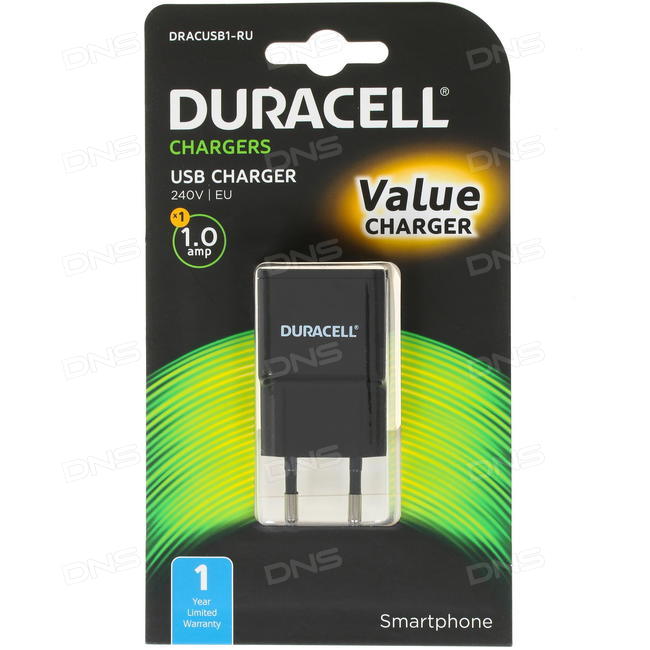 DRACUSB1-RU
DURACELL®
CHARGERS
USB CHARGER
240V | EU
x1
1.0
amp
Value
CHARGER
DURACELL®
1
Year
Limited
Warranty
Smartphone
DNS